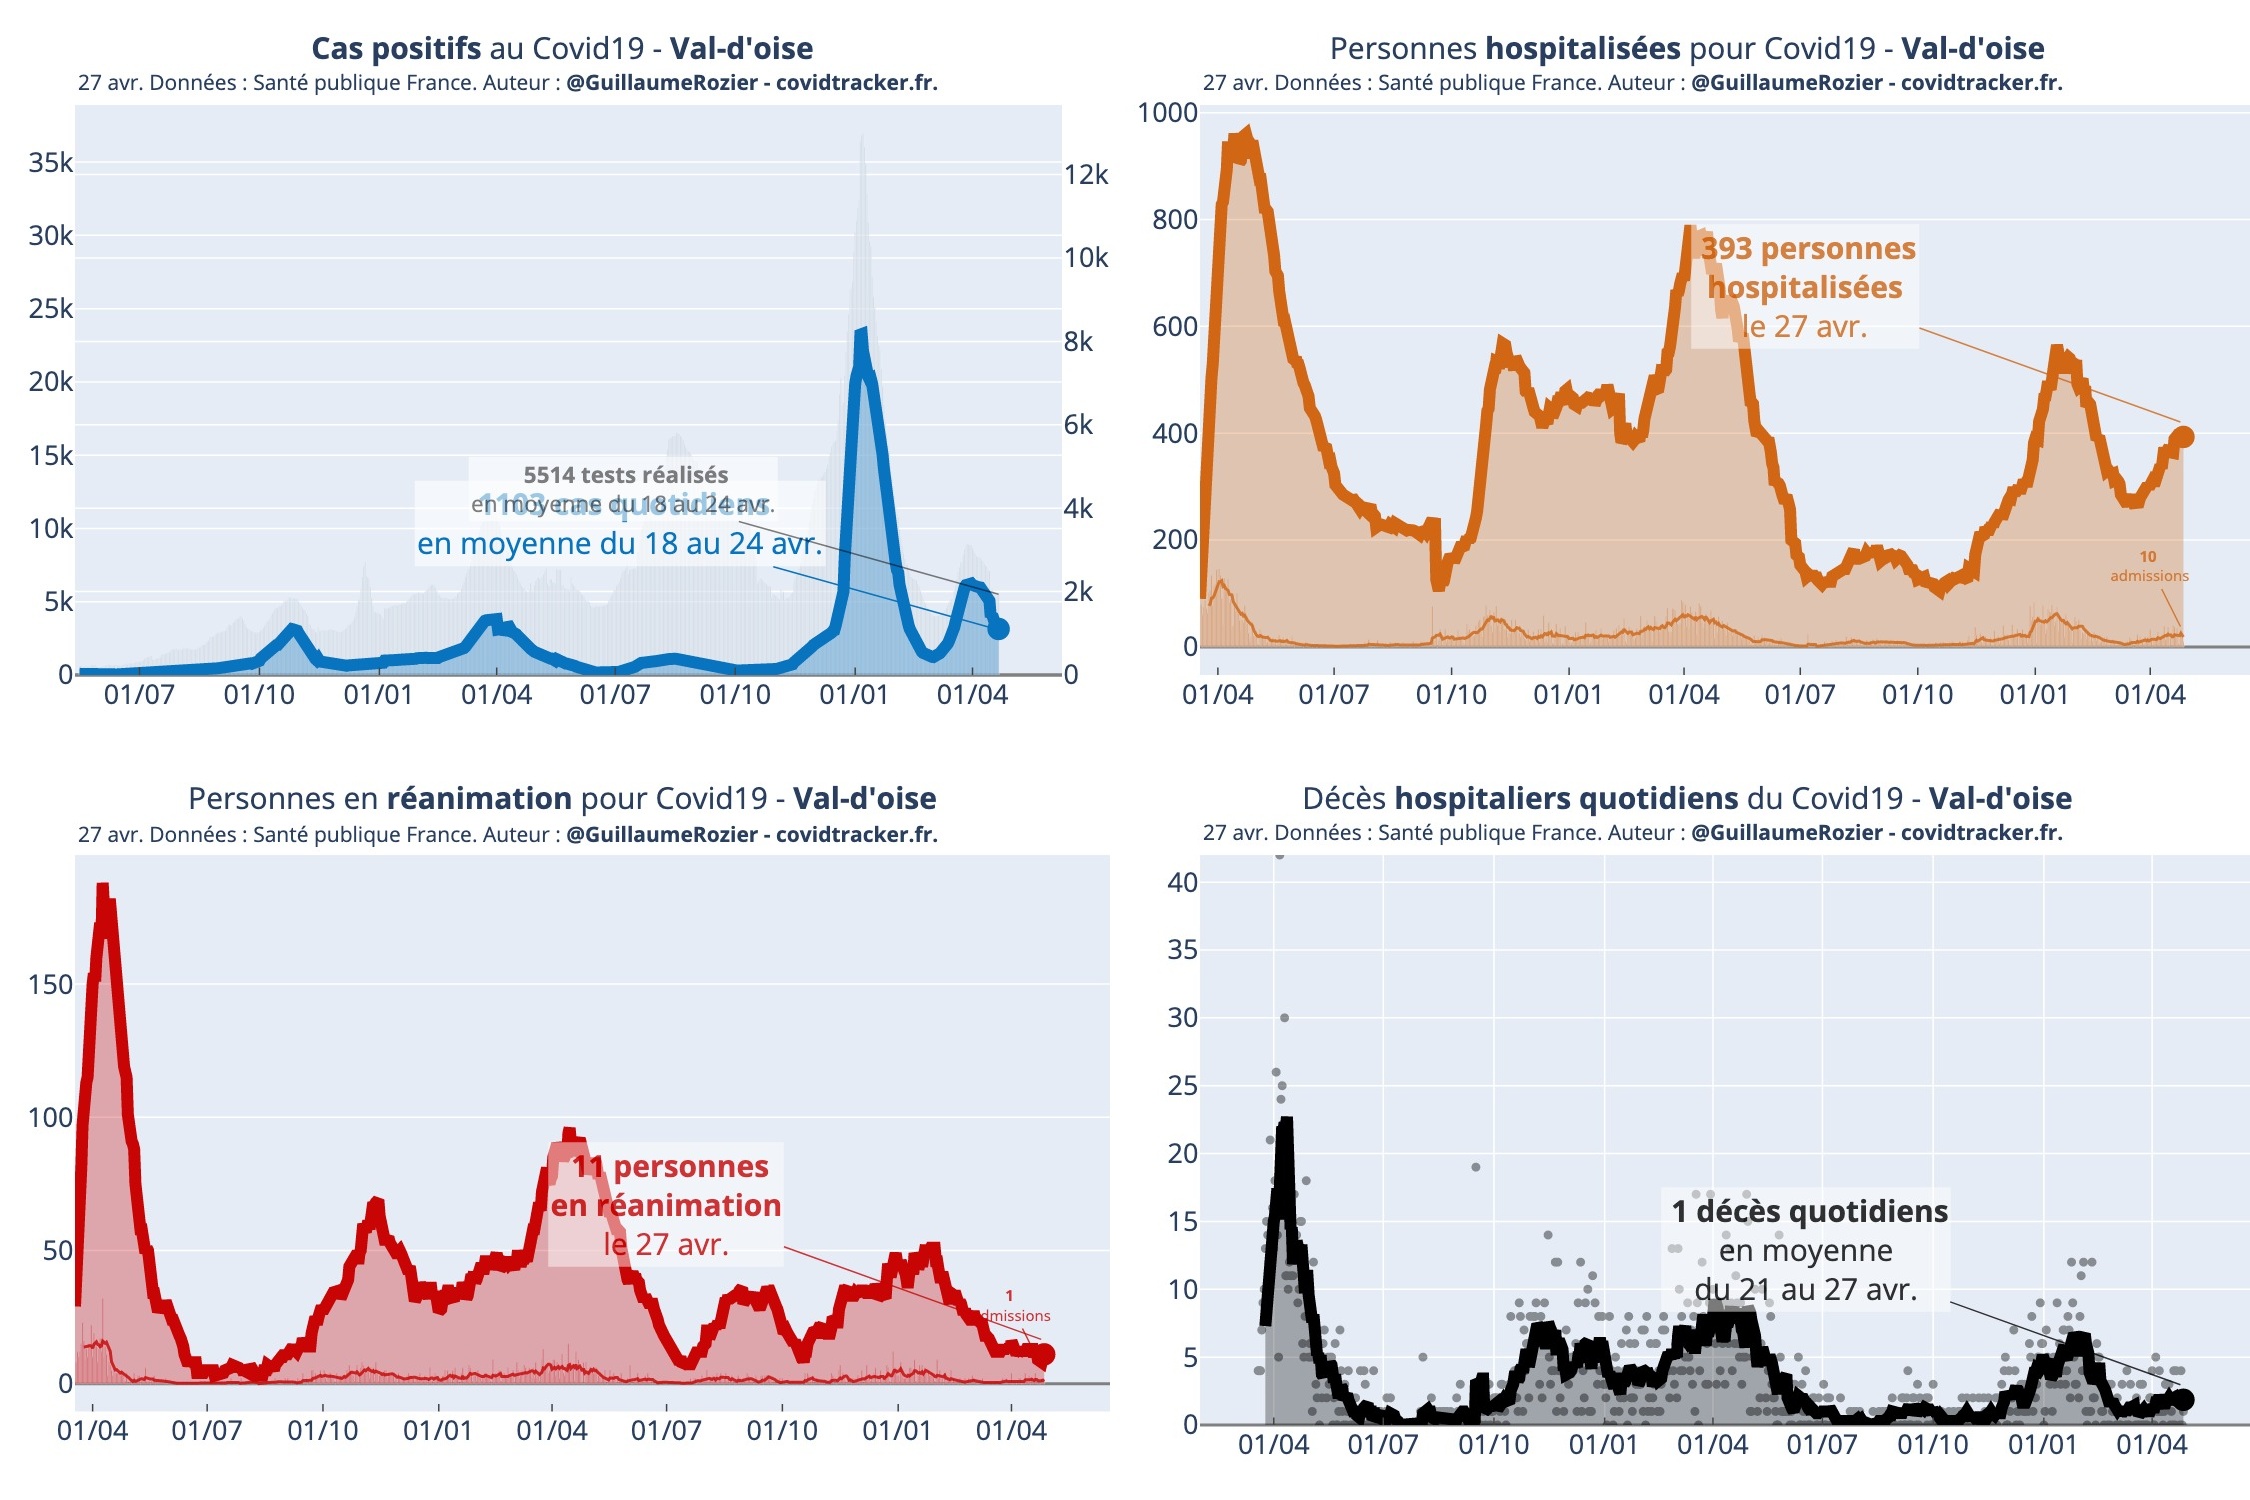 Cas positifs au Covid19 - Val-d'oise
27 avr. Données : Santé publique France. Auteur : @GuillaumeRozier - covidtracker.fr.
35k
30k
25k
20k
15k
10k
5k
0
12k
10k
8k
6k
4k
2k
0
5514 tests réalisés
en moyenne du 18 au 24 avr.
1103 cas quotidiens
en moyenne du 18 au 24 avr.
01/07 01/10 01/01 01/04 01/07 01/10 01/01 01/04
Personnes hospitalisées pour Covid19 - Val-d'oise
27 avr. Données : Santé publique France. Auteur : @GuillaumeRozier - covidtracker.fr.
1000
800
600
400
200
0
393 personnes
hospitalisées
le 27 avr.
10
admissions
01/04 01/07 01/10 01/01 01/04 01/07 01/10 01/01 01/04
Personnes en réanimation pour Covid19 - Val-d'oise
27 avr. Données : Santé publique France. Auteur : @GuillaumeRozier - covidtracker.fr.
150
100
50
0
11 personnes
en réanimation
le 27 avr.
1
admissions
01/04 01/07 01/10 01/01 01/04 01/07 01/10 01/01 01/04
Décès hospitaliers quotidiens du Covid19 - Val-d'oise
27 avr. Données : Santé publique France. Auteur : @GuillaumeRozier - covidtracker.fr.
40
35
30
25
20
15
10
5
0
1 décès quotidiens
en moyenne
du 21 au 27 avr.
01/04 01/07 01/10 01/01 01/04 01/07 01/10 01/01 01/04